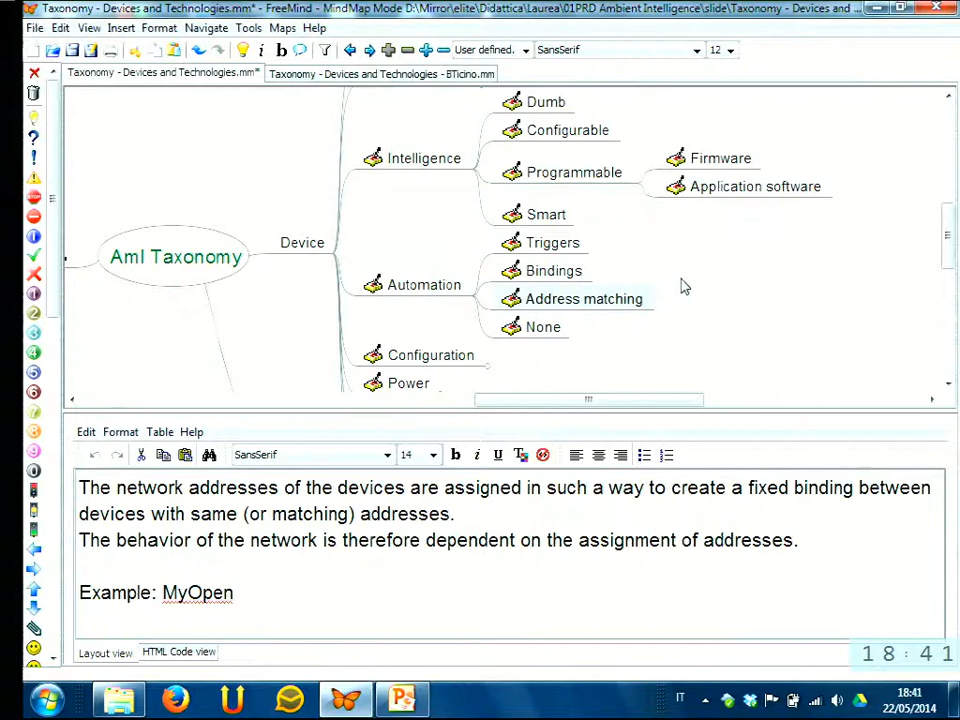 Taxonomy - Devices and Technologies.mm* - FreeMind - MindMap Mode D:\Mirror\elite\Didattica\Laurea\01PRD Ambient Intelligence\slide\Taxonomy - Devices and ...
File Edit View Insert Format Navigate Tools Maps Help
User defined. SansSerif 12
Taxonomy - Devices and Technologies.mm* Taxonomy - Devices and Technologies - BTicino.mm
Dumb
Configurable
Intelligence
Programmable
Firmware
Application software
Smart
AmI Taxonomy
Device
Triggers
Bindings
Automation
Address matching
None
Configuration
Power
Edit Format Table Help
SansSerif 14
The network addresses of the devices are assigned in such a way to create a fixed binding between
devices with same (or matching) addresses.
The behavior of the network is therefore dependent on the assignment of addresses.
Example: MyOpen
Layout view HTML Code view
18:41
IT
18:41
22/05/2014